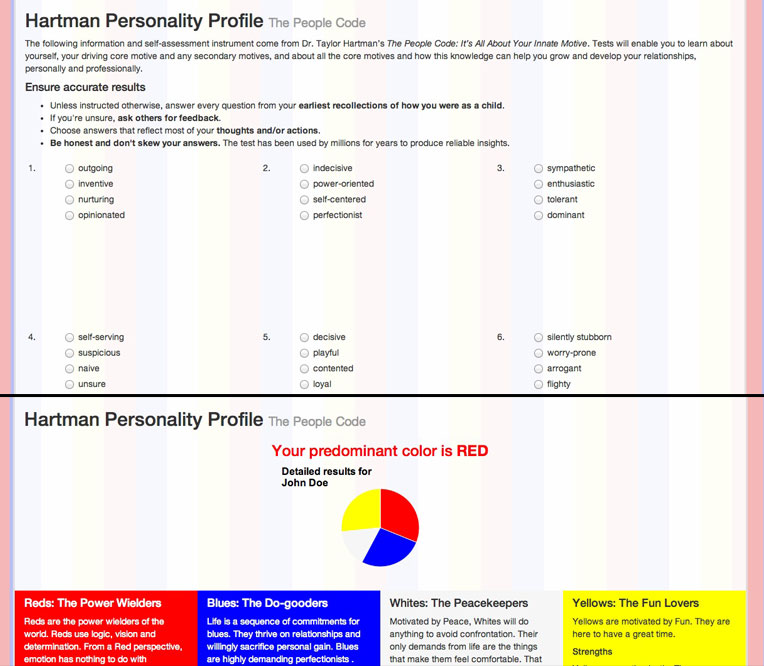 Hartman Personality Profile The People Code
The following information and self-assessment instrument come from Dr. Taylor Hartman's The People Code: It's All About Your Innate Motive. Tests will enable you to learn about
yourself, your driving core motive and any secondary motives, and about all the core motives and how this knowledge can help you grow and develop your relationships,
personally and professionally.
Ensure accurate results
• Unless instructed otherwise, answer every question from your earliest recollections of how you were as a child.
• If you're unsure, ask others for feedback.
• Choose answers that reflect most of your thoughts and/or actions.
• Be honest and don't skew your answers. The test has been used by millions for years to produce reliable insights.
1.
outgoing
inventive
nurturing
opinionated
2.
indecisive
power-oriented
self-centered
perfectionist
3.
sympathetic
enthusiastic
tolerant
dominant
4.
self-serving
suspicious
naive
unsure
5.
decisive
playful
contented
loyal
6.
silently stubborn
worry-prone
arrogant
flighty
Hartman Personality Profile The People Code
Your predominant color is RED
Detailed results for
John Doe
Reds: The Power Wielders
Reds are the power wielders of the
world. Reds use logic, vision and
determination. From a Red perspective,
emotion has nothing to do with
Blues: The Do-gooders
Life is a sequence of commitments for
blues. They thrive on relationships and
willingly sacrifice personal gain. Blues
are highly demanding perfectionists .
Whites: The Peacekeepers
Motivated by Peace, Whites will do
anything to avoid confrontation. Their
only demands from life are the things
that make them feel comfortable. That
Yellows: The Fun Lovers
Yellows are motivated by Fun. They are
here to have a great time.
Strengths